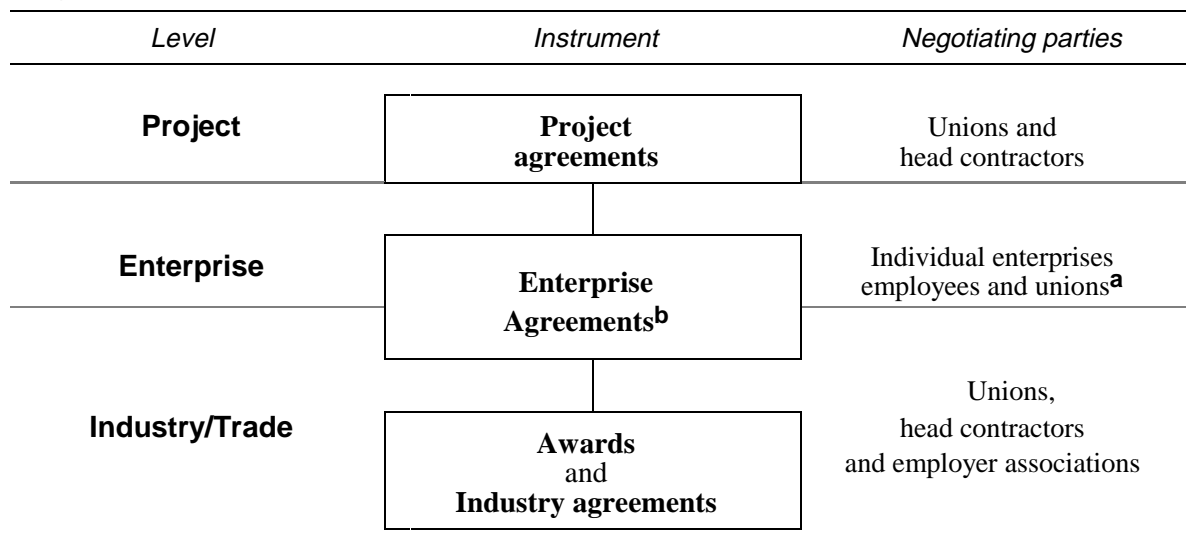 Level Instrument Negotiating parties
Project
Project
agreements
Unions and
head contractors
Enterprise
Enterprise
Agreementsb
Individual enterprises
employees and unionsa
Industry/Trade
Awards
and
Industry agreements
Unions,
head contractors
and employer associations